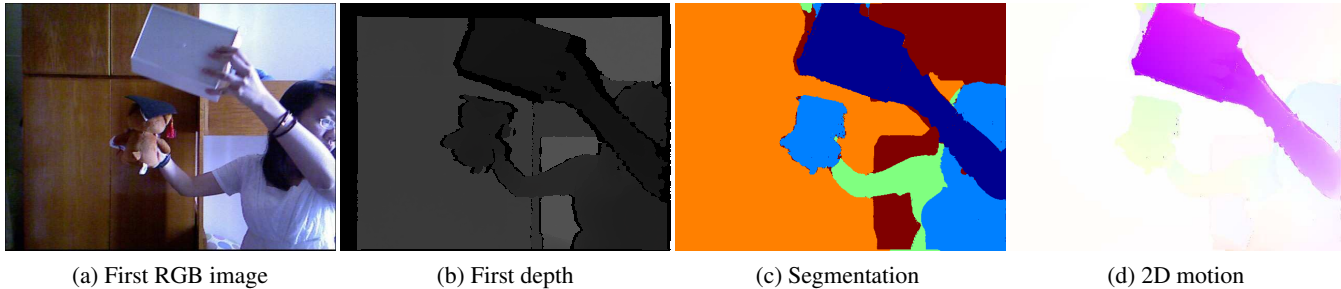 (a) First RGB image
(b) First depth
(c) Segmentation
(d) 2D motion